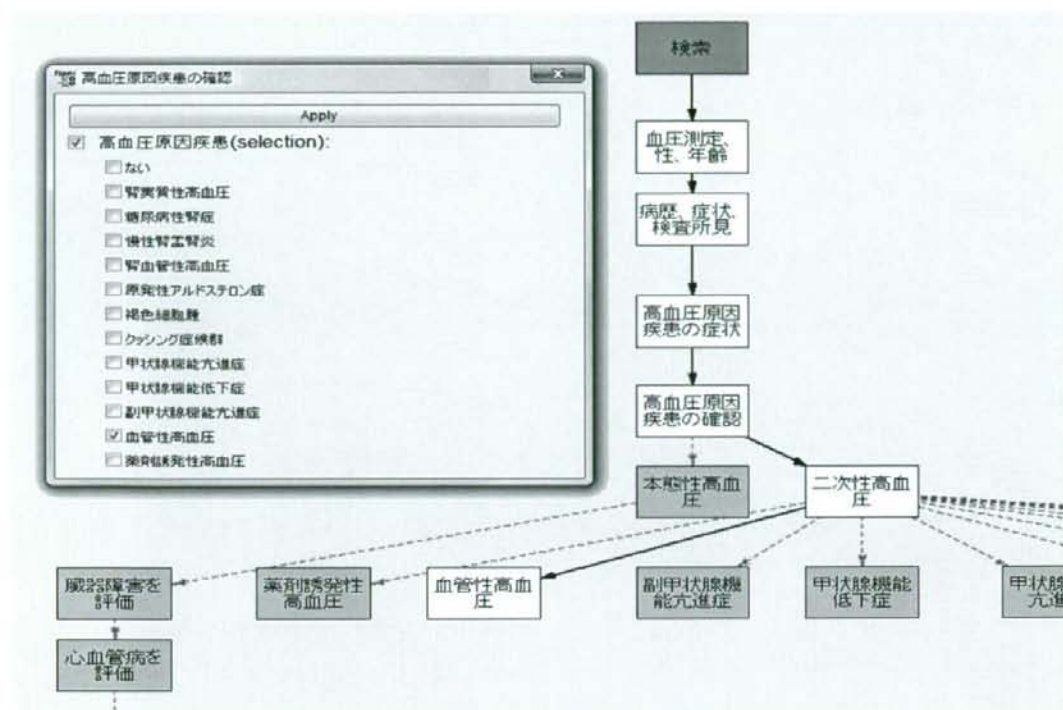 高血圧原因疾患の確認
Apply
高血圧原因疾患(selection):
ない
腎実質性高血圧
糖尿病性腎症
慢性腎盂腎炎
腎血管性高血圧
原発性アルドステロン症
褐色細胞腫
クッシング症候群
甲状腺機能亢進症
甲状腺機能低下症
副甲状腺機能亢進症
血管性高血圧
薬剤誘発性高血圧
検索
血圧測定、
性、年齢
病歴、症状、
検査所見
高血圧原因
疾患の症状
高血圧原因
疾患の確認
本態性高血
圧
二次性高血
圧
臓器障害を
評価
薬剤誘発性
高血圧
血管性高血
圧
副甲状腺機
能亢進症
甲状腺機能
低下症
甲状腺
亢進
心血管病を
評価